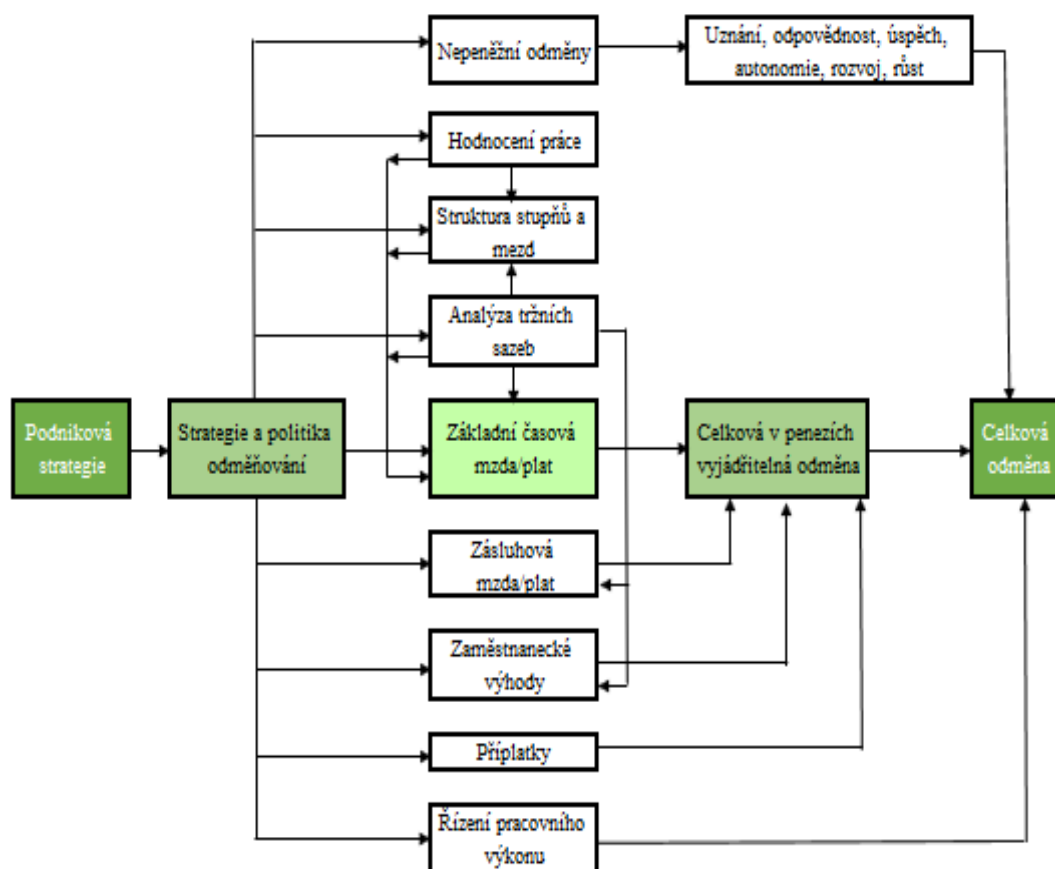 Nepeněžní odměny
Uznání, odpovědnost, úspěch,
autonomie, rozvoj, růst
Hodnocení práce
Struktura stupňů a
mezd
Analýza tržních
sazeb
Podniková
strategie
Strategie a politika
odměňování
Základní časová
mzda/plat
Celková v penezích
vyjádřitelná odměna
Celková
odměna
Zásluhová
mzda/plat
Zaměstnanecké
výhody
Příplatky
Řízení pracovního
výkonu